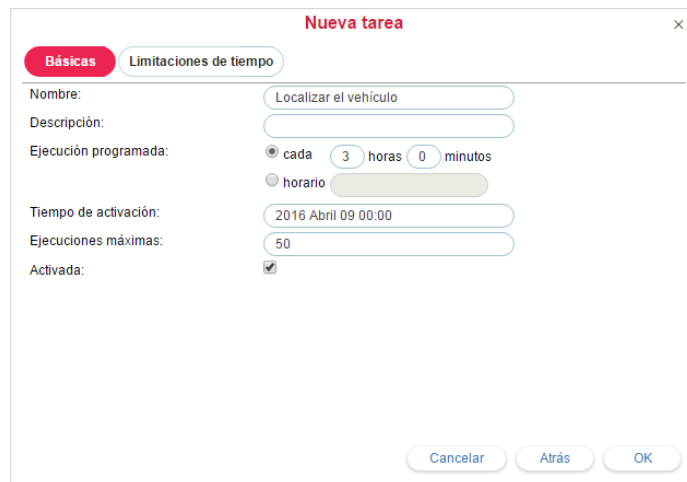 Nueva tarea
×
Básicas Limitaciones de tiempo
Nombre: Localizar el vehículo
Descripción:
Ejecución programada: cada 3 horas 0 minutos
horario
Tiempo de activación: 2016 Abril 09 00:00
Ejecuciones máximas: 50
Activada:
Cancelar Atrás OK